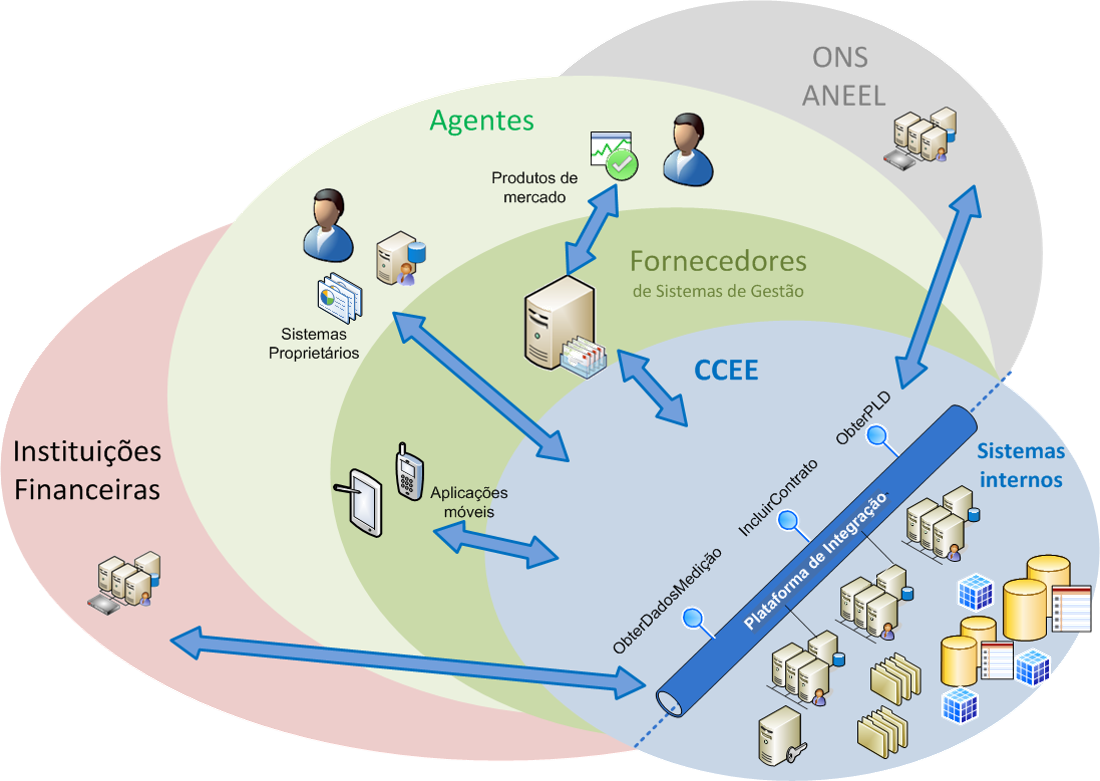 ONS
ANEEL
Agentes
Produtos de
mercado
Fornecedores
de Sistemas de Gestão
Sistemas
Proprietários
CCEE
ObterPLD
Instituições
Financeiras
Sistemas
internos
Aplicações
móveis
IncluirContrato
Plataforma de Integração
ObterDadosMedição